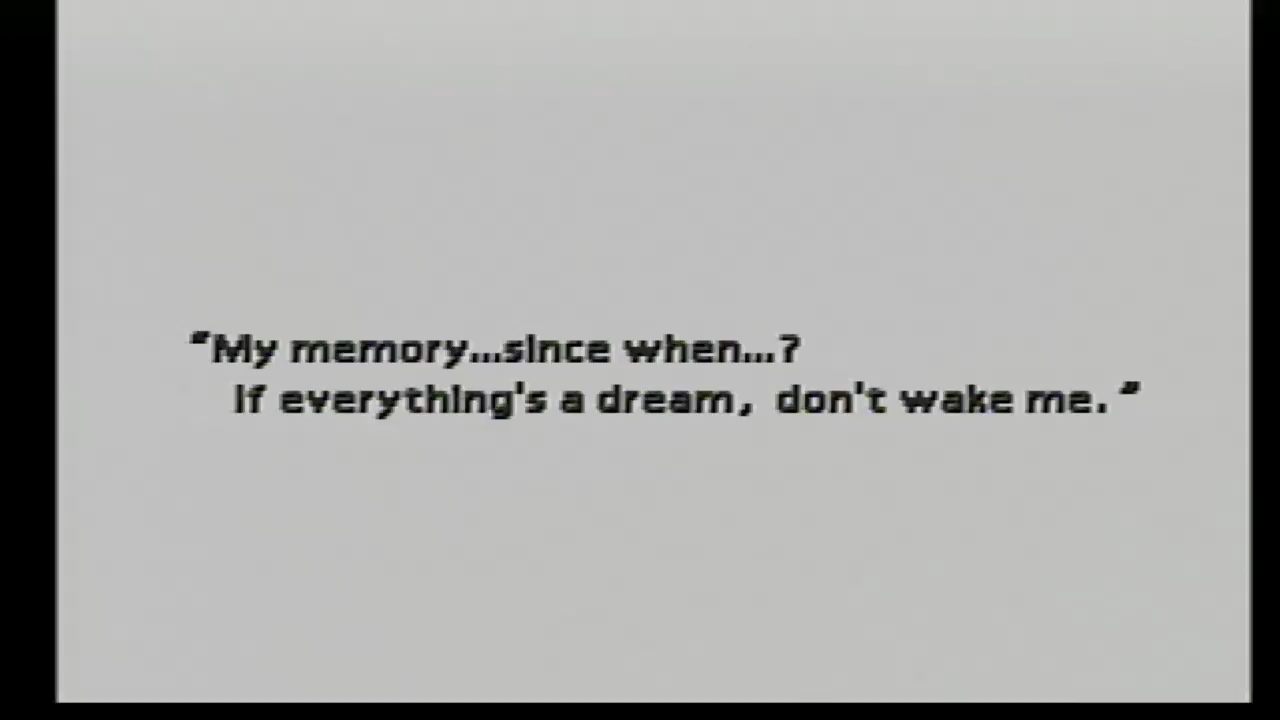 "My memory...since when...?
If everything's a dream, don't wake me."